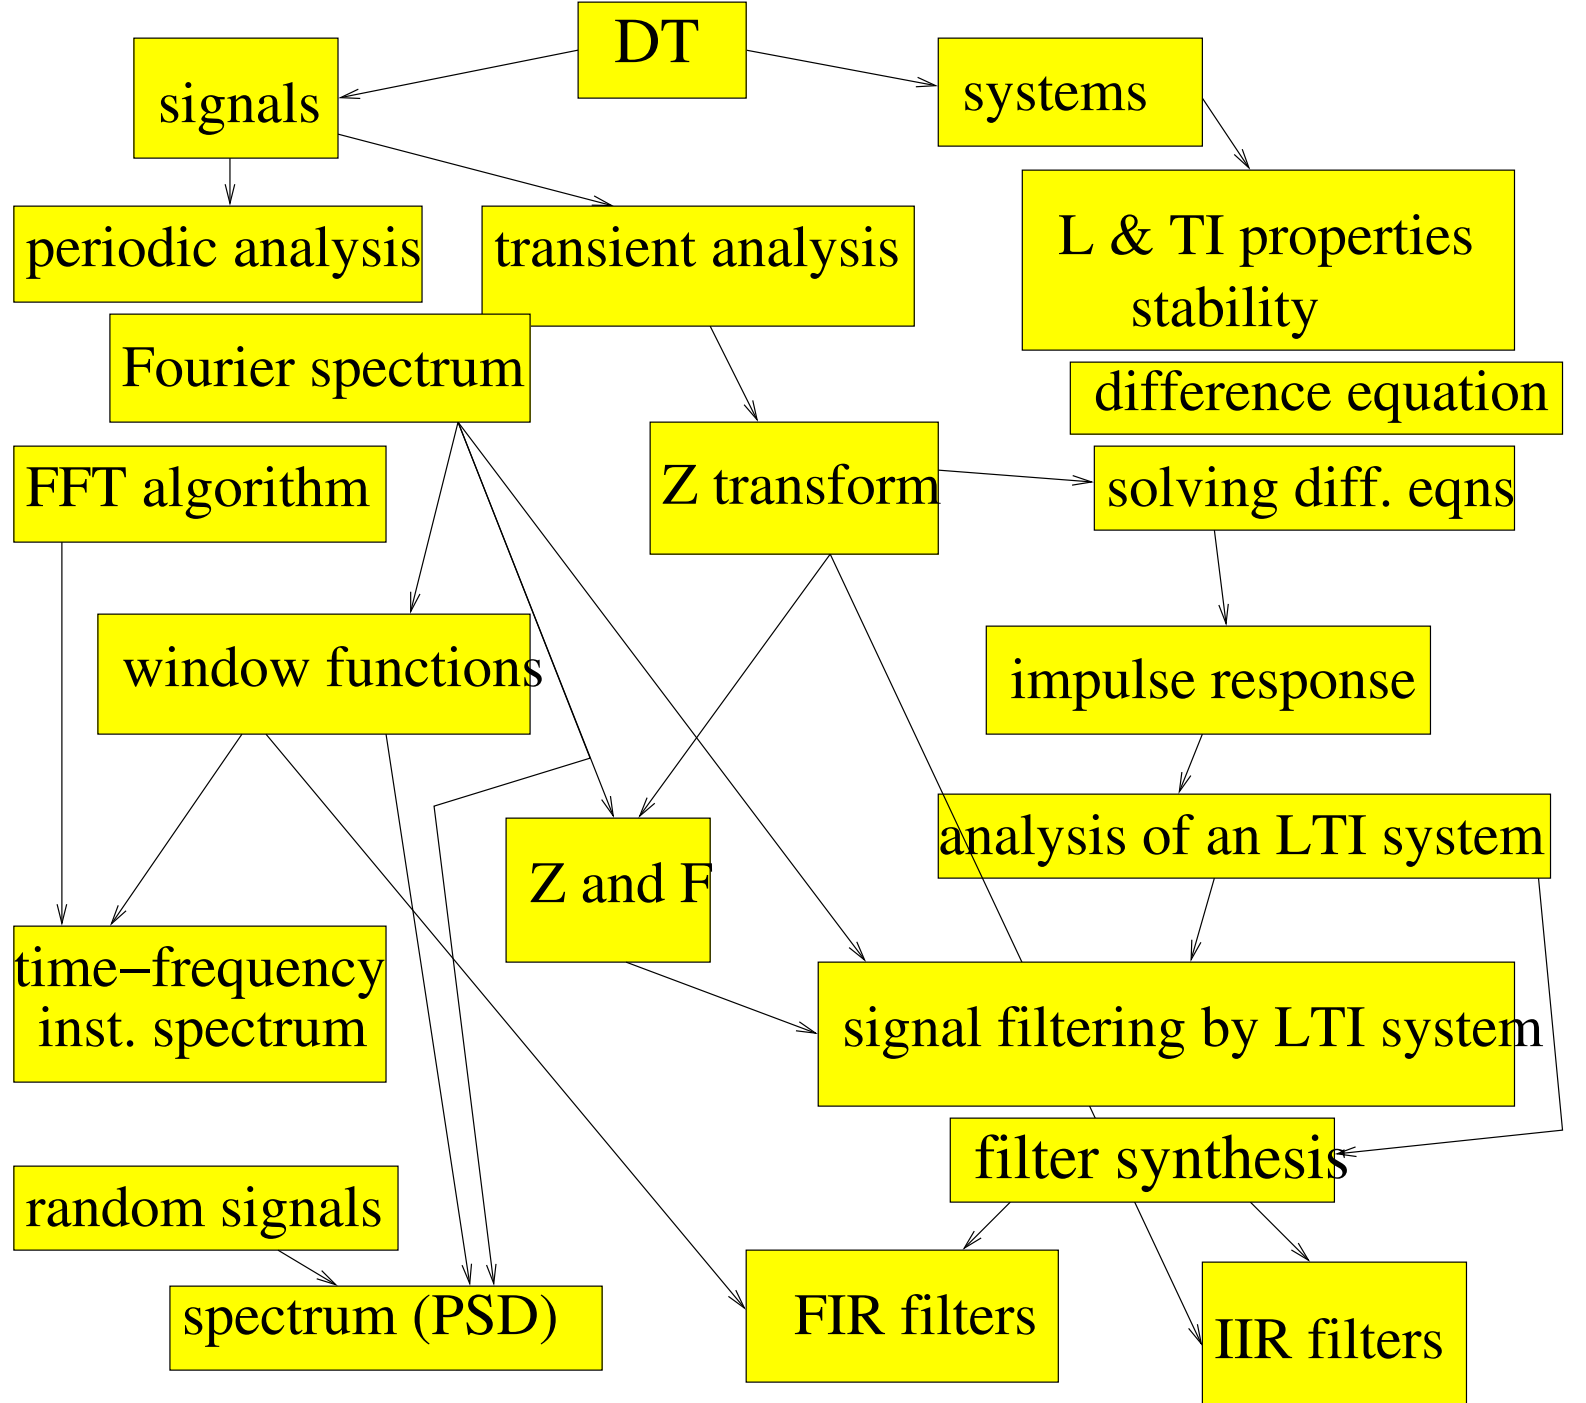 DT
signals
systems
periodic analysis
transient analysis
L & TI properties
stability
Fourier spectrum
difference equation
FFT algorithm
Z transform
solving diff. eqns
window functions
impulse response
analysis of an LTI system
Z and F
time−frequency
inst. spectrum
signal filtering by LTI system
filter synthesis
random signals
spectrum (PSD)
FIR filters
IIR filters